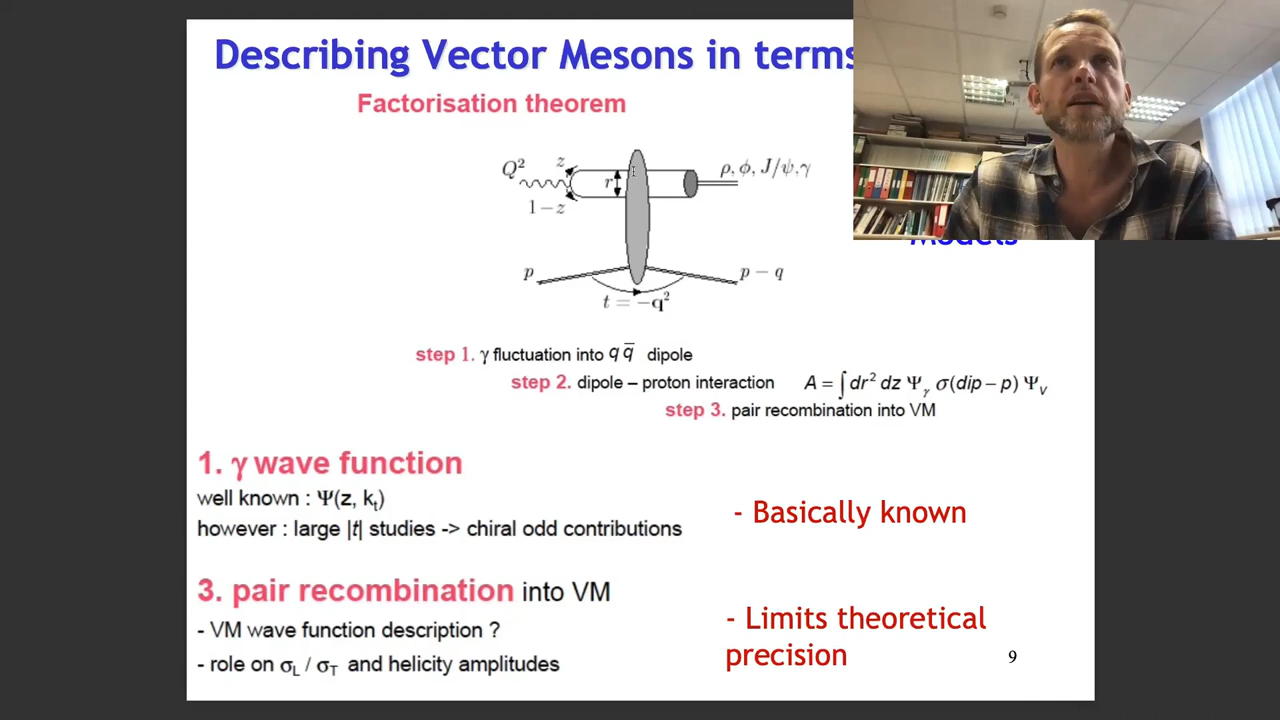 Describing Vector Mesons in terms
Models
Factorisation theorem
Q² z r ρ, ϕ, J/ψ,γ
1−z
p p − q
t = −q²
step 1. γ fluctuation into q q̅ dipole
step 2. dipole – proton interaction A = ∫dr² dz Ψγ σ(dip – p) ΨV
step 3. pair recombination into VM
1. γ wave function
well known : Ψ(z, kt)
however : large |t| studies -> chiral odd contributions
- Basically known
3. pair recombination into VM
- VM wave function description ?
- role on σL / σT and helicity amplitudes
- Limits theoretical
precision
9